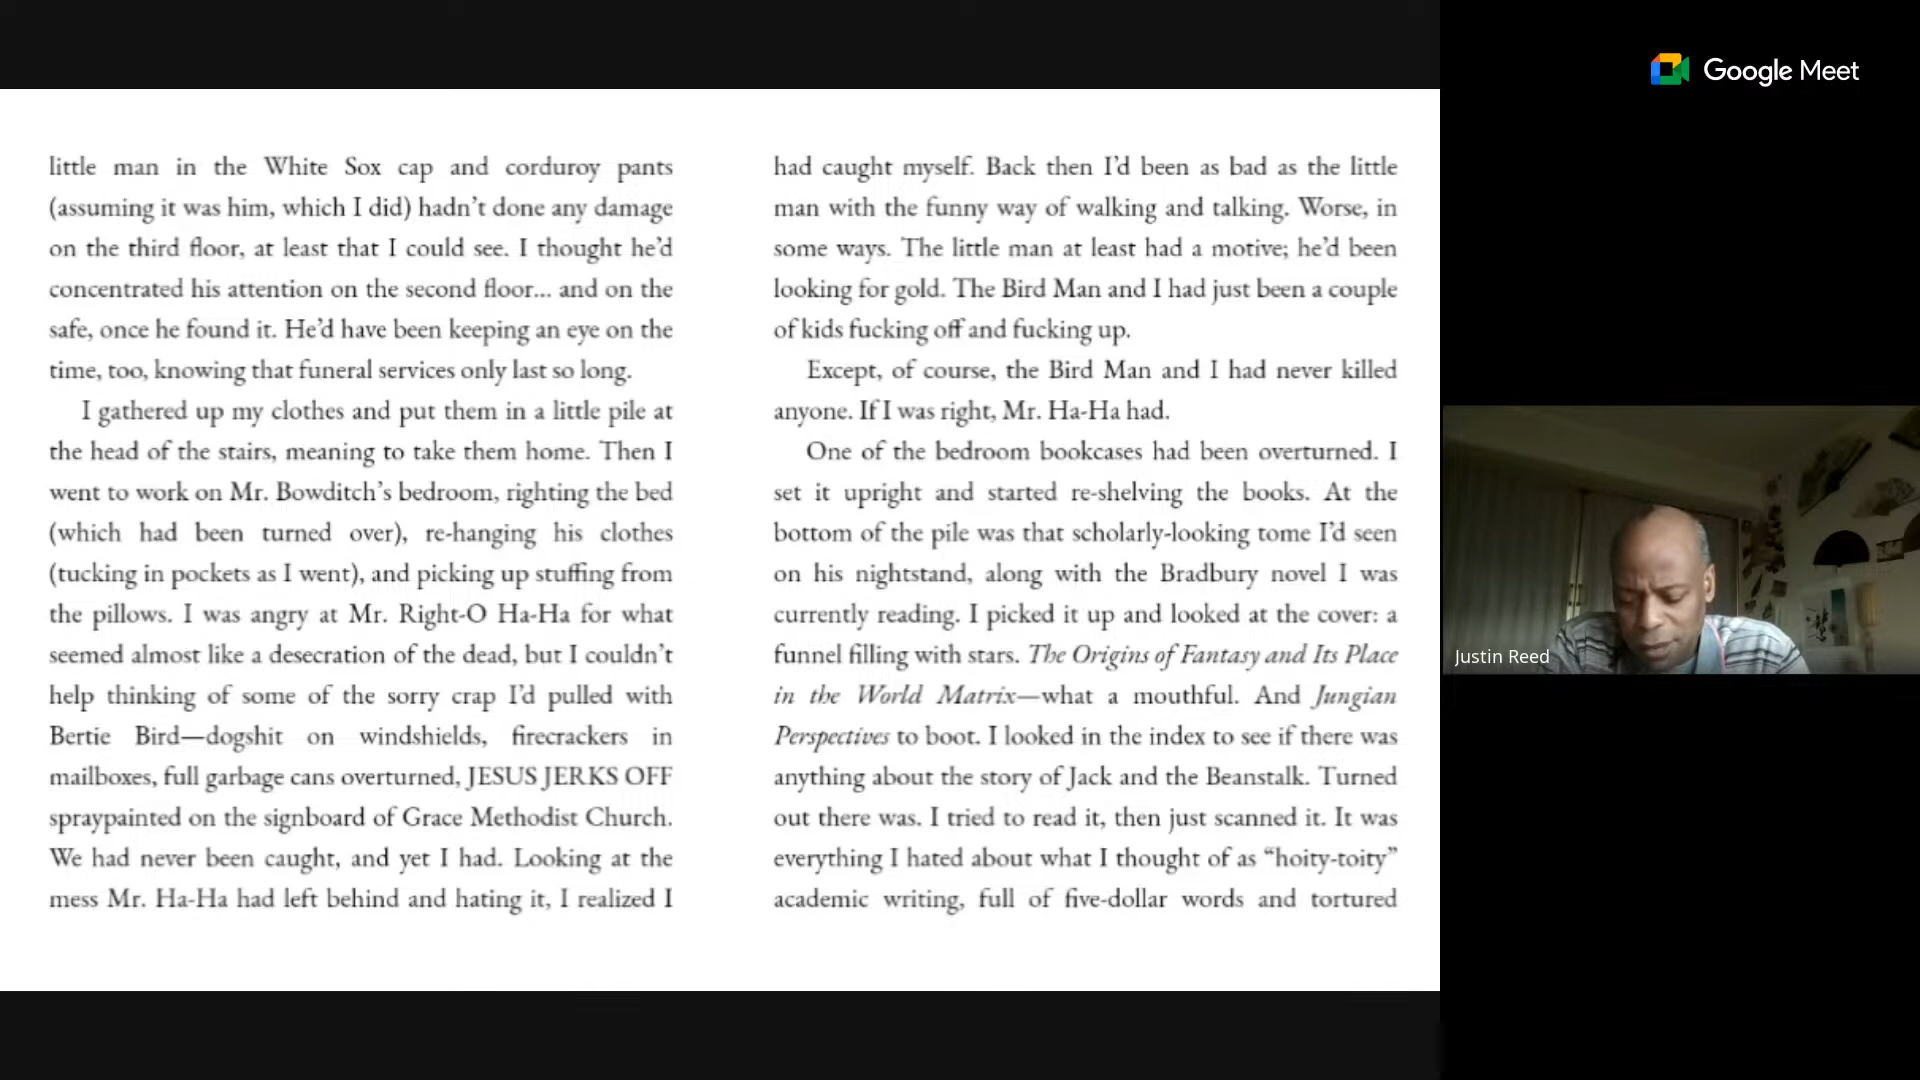 little man in the White Sox cap and corduroy pants
(assuming it was him, which I did) hadn’t done any damage
on the third floor, at least that I could see. I thought he’d
concentrated his attention on the second floor... and on the
safe, once he found it. He’d have been keeping an eye on the
time, too, knowing that funeral services only last so long.
I gathered up my clothes and put them in a little pile at
the head of the stairs, meaning to take them home. Then I
went to work on Mr. Bowditch’s bedroom, righting the bed
(which had been turned over), re-hanging his clothes
(tucking in pockets as I went), and picking up stuffing from
the pillows. I was angry at Mr. Right-O Ha-Ha for what
seemed almost like a desecration of the dead, but I couldn’t
help thinking of some of the sorry crap I’d pulled with
Bertie Bird—dogshit on windshields, firecrackers in
mailboxes, full garbage cans overturned, JESUS JERKS OFF
spraypainted on the signboard of Grace Methodist Church.
We had never been caught, and yet I had. Looking at the
mess Mr. Ha-Ha had left behind and hating it, I realized I
had caught myself. Back then I’d been as bad as the little
man with the funny way of walking and talking. Worse, in
some ways. The little man at least had a motive; he’d been
looking for gold. The Bird Man and I had just been a couple
of kids fucking off and fucking up.
Except, of course, the Bird Man and I had never killed
anyone. If I was right, Mr. Ha-Ha had.
One of the bedroom bookcases had been overturned. I
set it upright and started re-shelving the books. At the
bottom of the pile was that scholarly-looking tome I’d seen
on his nightstand, along with the Bradbury novel I was
currently reading. I picked it up and looked at the cover: a
funnel filling with stars. The Origins of Fantasy and Its Place
in the World Matrix—what a mouthful. And Jungian
Perspectives to boot. I looked in the index to see if there was
anything about the story of Jack and the Beanstalk. Turned
out there was. I tried to read it, then just scanned it. It was
everything I hated about what I thought of as “hoity-toity”
academic writing, full of five-dollar words and tortured
Google Meet
Justin Reed